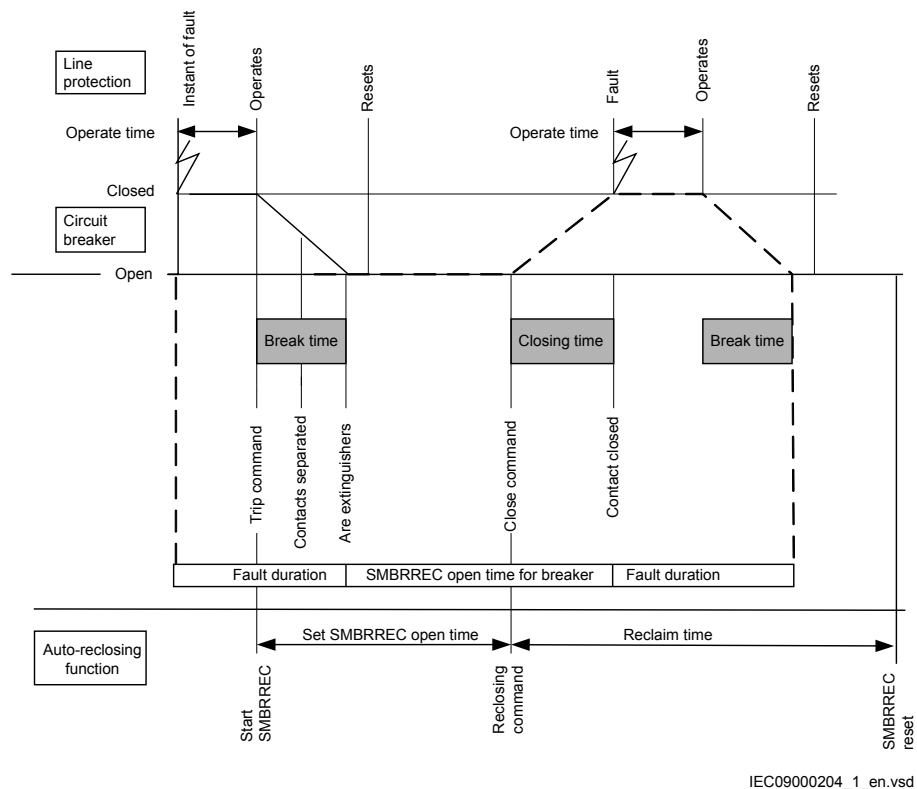 Line
protection
Instant of fault
Operates
Resets
Fault
Operates
Resets
Operate time
Operate time
Closed
Circuit
breaker
Open
Break time
Closing time
Break time
Trip command
Contacts separated
Are extinguishers
Close command
Contact closed
Fault duration
SMBRREC open time for breaker
Fault duration
Set SMBRREC open time
Reclaim time
Auto-reclosing
function
Start
SMBRREC
Reclosing
command
SMBRREC
reset
IEC09000204_1_en.vsd